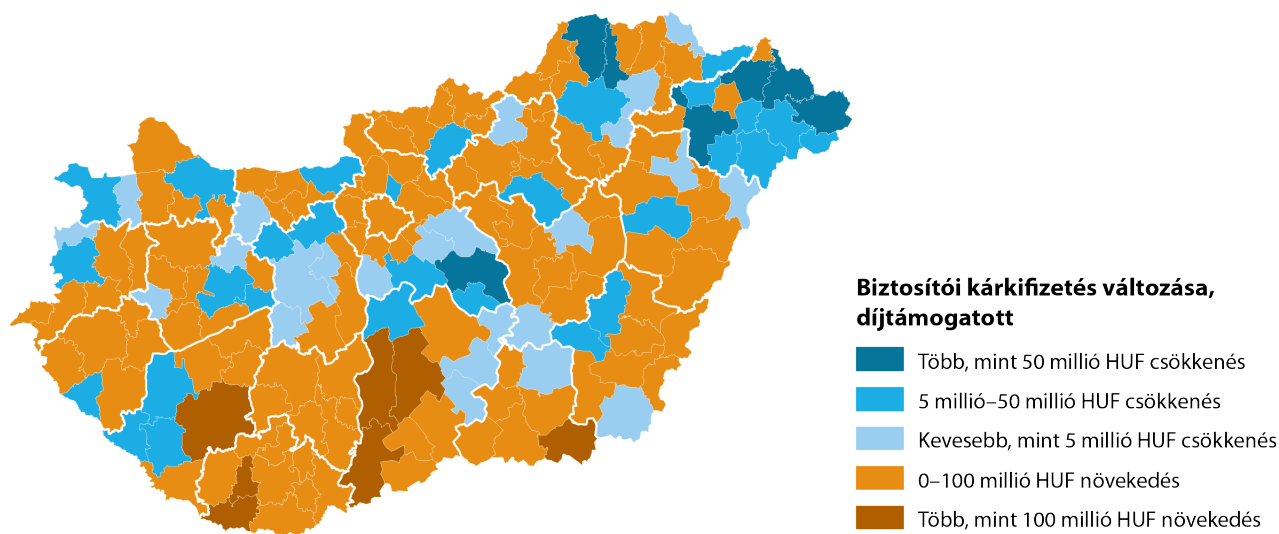 Biztosítói kárkifizetés változása,
díjtámogatott
Több, mint 50 millió HUF csökkenés
5 millió–50 millió HUF csökkenés
Kevesebb, mint 5 millió HUF csökkenés
0–100 millió HUF növekedés
Több, mint 100 millió HUF növekedés